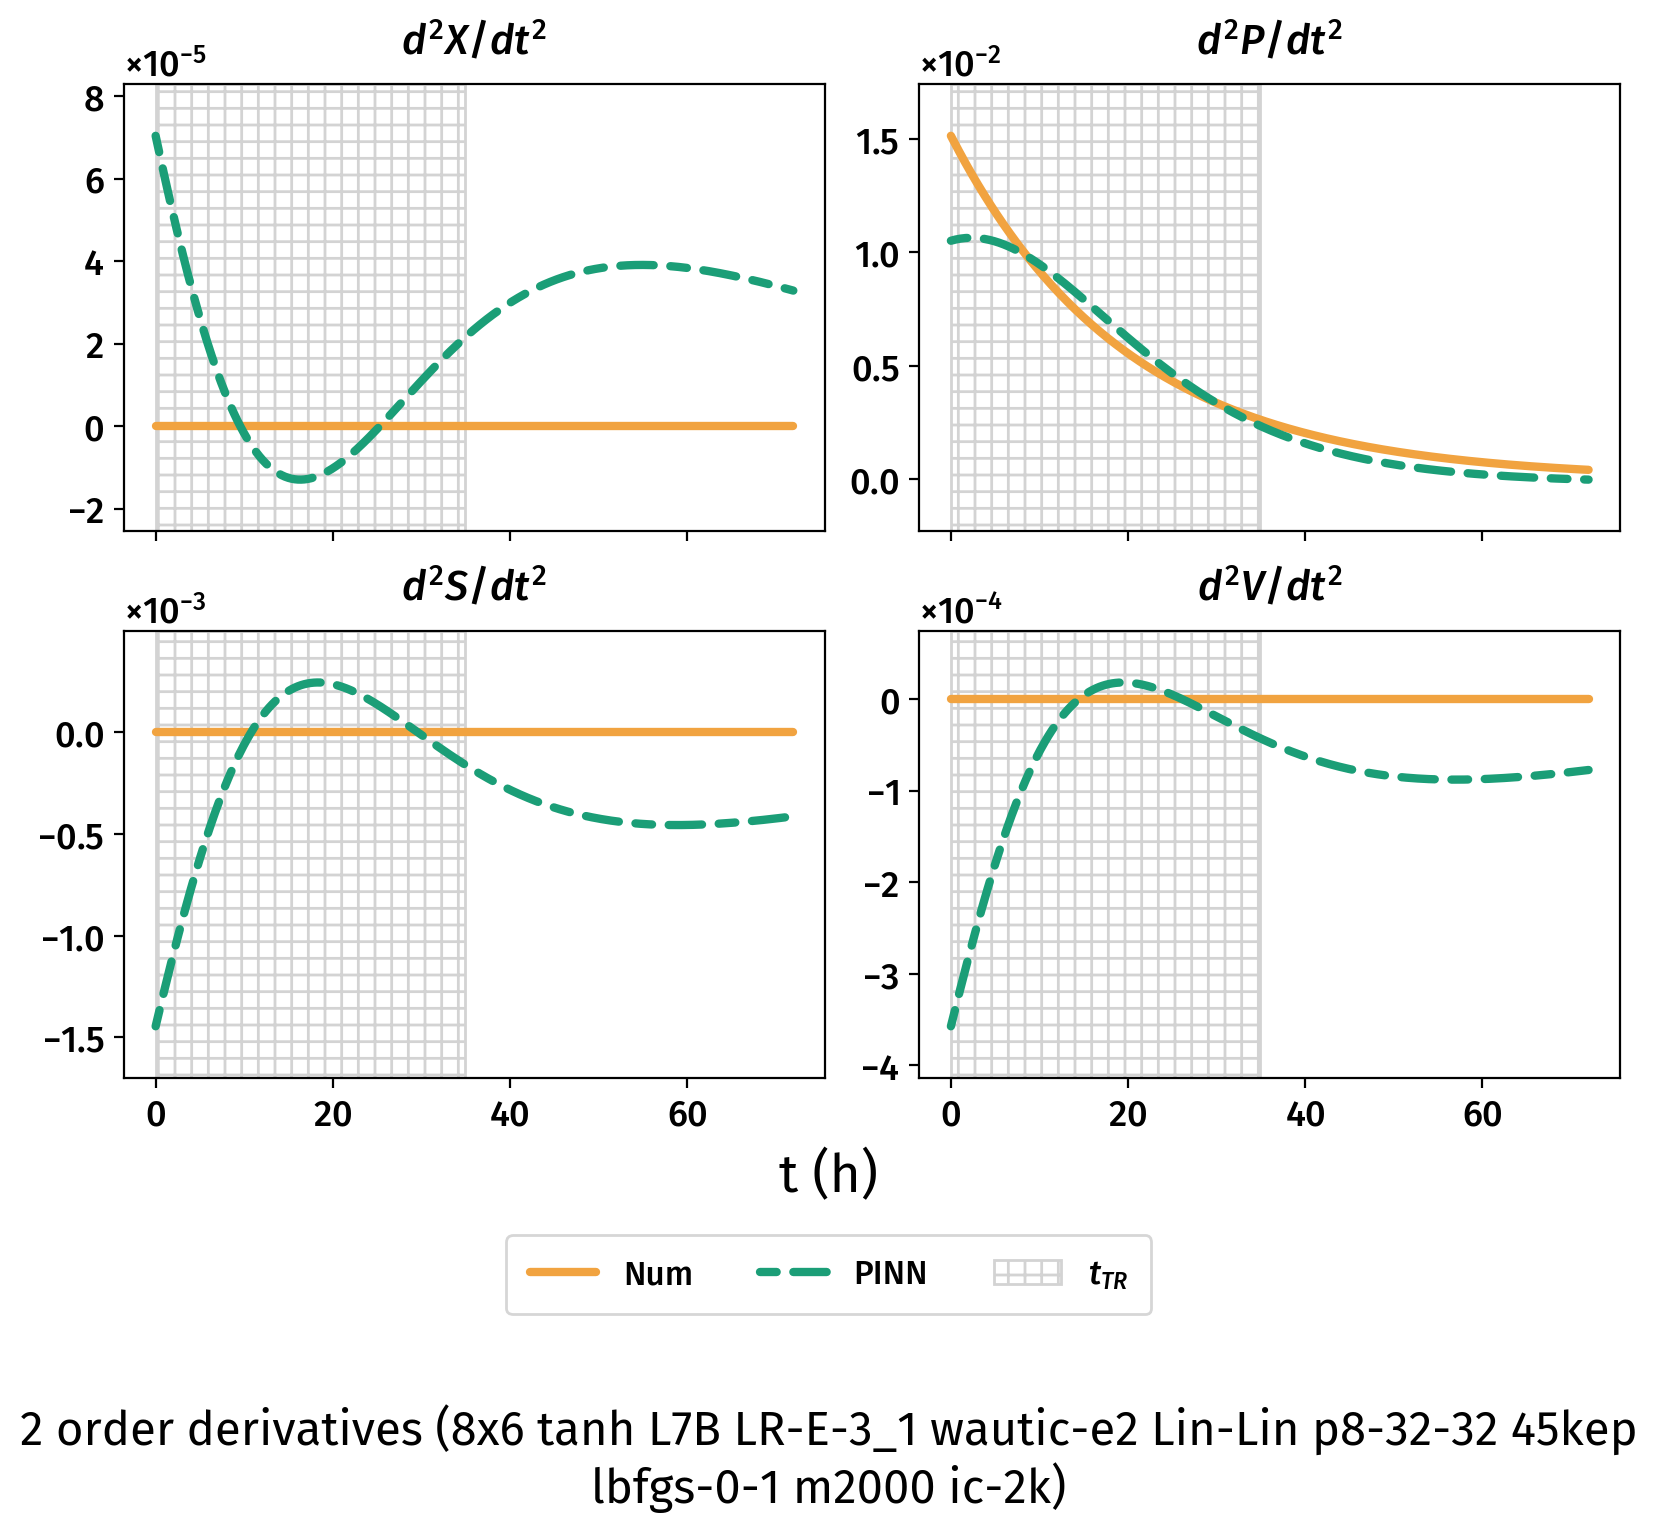 d²X/dt²
×10⁻⁵
8
6
4
2
0
−2
d²P/dt²
×10⁻²
1.5
1.0
0.5
0.0
d²S/dt²
×10⁻³
0.0
−0.5
−1.0
−1.5
0 20 40 60
d²V/dt²
×10⁻⁴
0
−1
−2
−3
−4
0 20 40 60
t (h)
Num PINN t_TR
2 order derivatives (8x6 tanh L7B LR-E-3_1 wautic-e2 Lin-Lin p8-32-32 45kep
lbfgs-0-1 m2000 ic-2k)